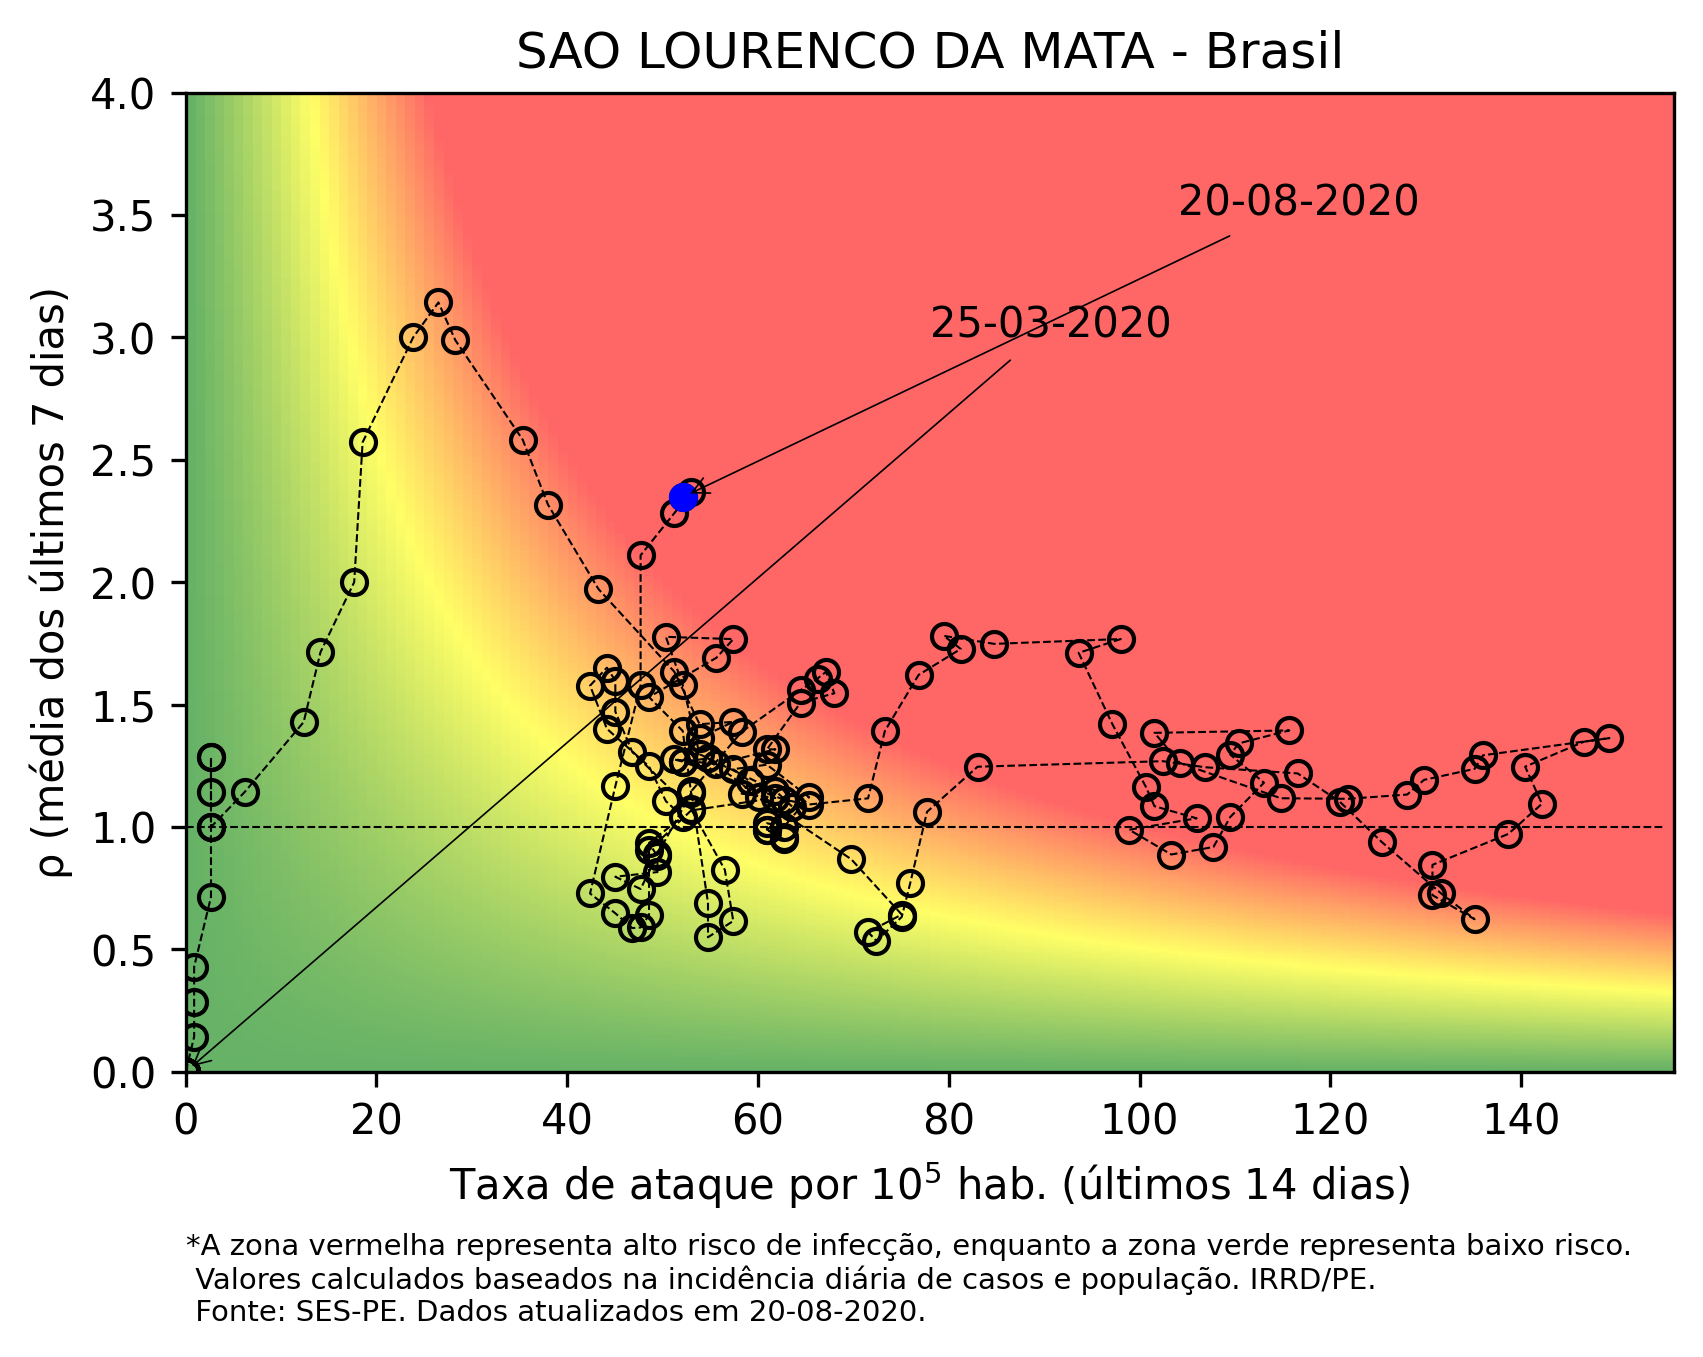 SAO LOURENCO DA MATA - Brasil
4.0
3.5
3.0
2.5
2.0
1.5
1.0
0.5
0.0
ρ (média dos últimos 7 dias)
20-08-2020
25-03-2020
0 20 40 60 80 100 120 140
Taxa de ataque por 10⁵ hab. (últimos 14 dias)
*A zona vermelha representa alto risco de infecção, enquanto a zona verde representa baixo risco.
Valores calculados baseados na incidência diária de casos e população. IRRD/PE.
Fonte: SES-PE. Dados atualizados em 20-08-2020.